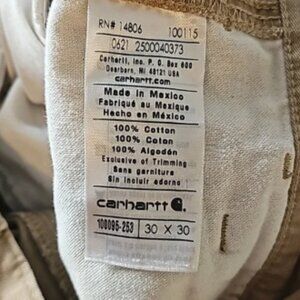 RN# 14806 100115
0621 2500040373
Carhartt, Inc. P. O. Box 600
Dearborn, MI 48121 USA
carhartt.com
Made in Mexico
Fabriqué au Mexique
Hecho en México
100% Cotton
100% Coton
100% Algodón
Exclusive of Trimming
Sans garniture
Sin incluir adorno
carhartt
100095-253 30 X 30